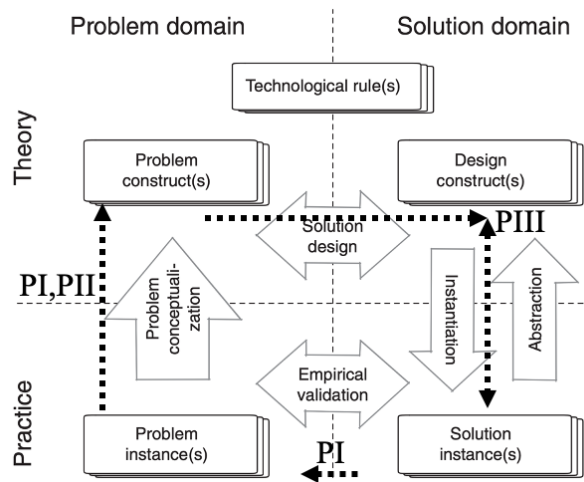 Problem domain
Solution domain
Technological rule(s)
Theory
Problem
construct(s)
Design
construct(s)
Solution
design
PIII
PI,PII
Problem
conceptuali-
zation
Instantiation
Abstraction
Empirical
validation
Practice
Problem
instance(s)
PI
Solution
instance(s)